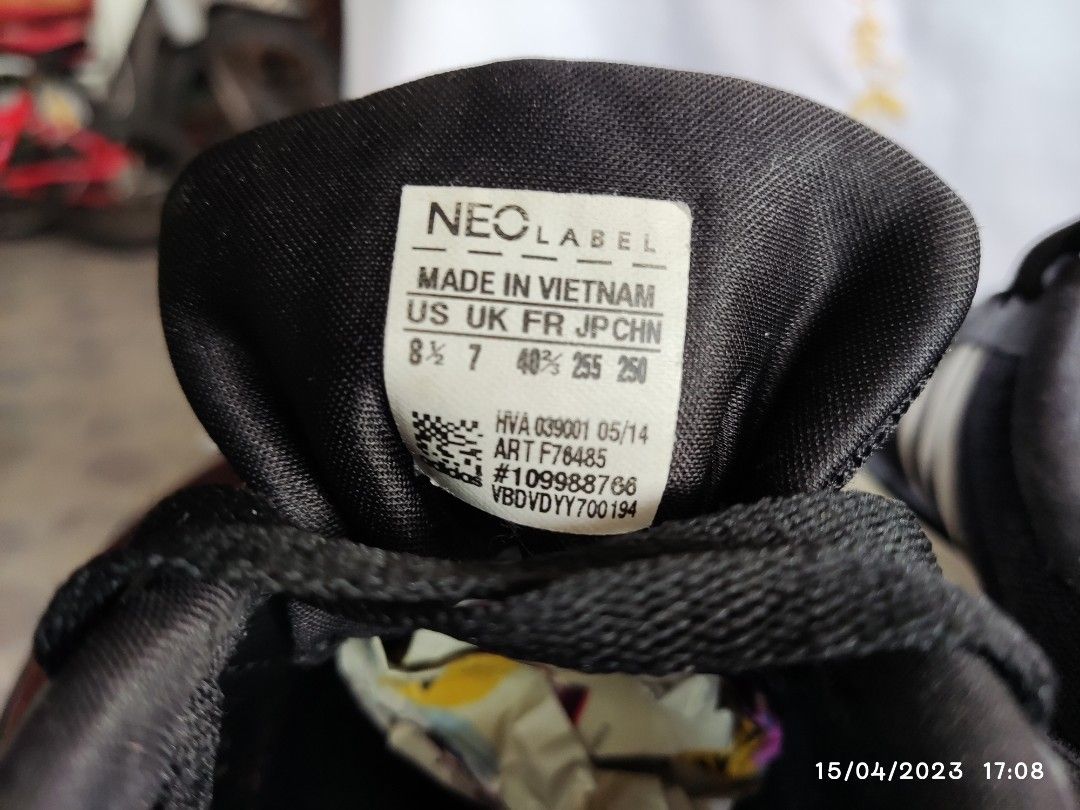 NEO LABEL
MADE IN VIETNAM
US UK FR JP CHN
8½ 7 40⅔ 255 250
HVA 039001 05/14
ART F76485
#109988766
VBDVDYY700194
adidas
15/04/2023 17:08